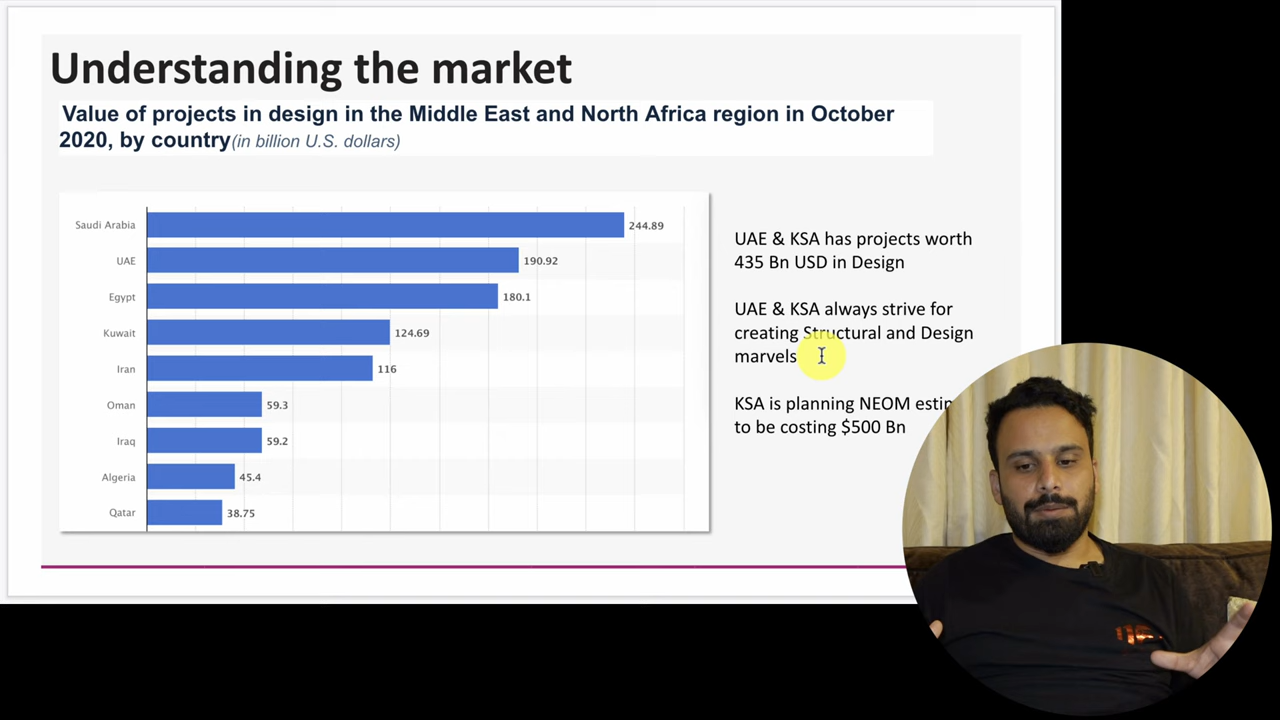 Understanding the market
Value of projects in design in the Middle East and North Africa region in October
2020, by country(in billion U.S. dollars)
Saudi Arabia 244.89
UAE 190.92
Egypt 180.1
Kuwait 124.69
Iran 116
Oman 59.3
Iraq 59.2
Algeria 45.4
Qatar 38.75
UAE & KSA has projects worth
435 Bn USD in Design
UAE & KSA always strive for
creating Structural and Design
marvels
KSA is planning NEOM
to be costing $500 Bn